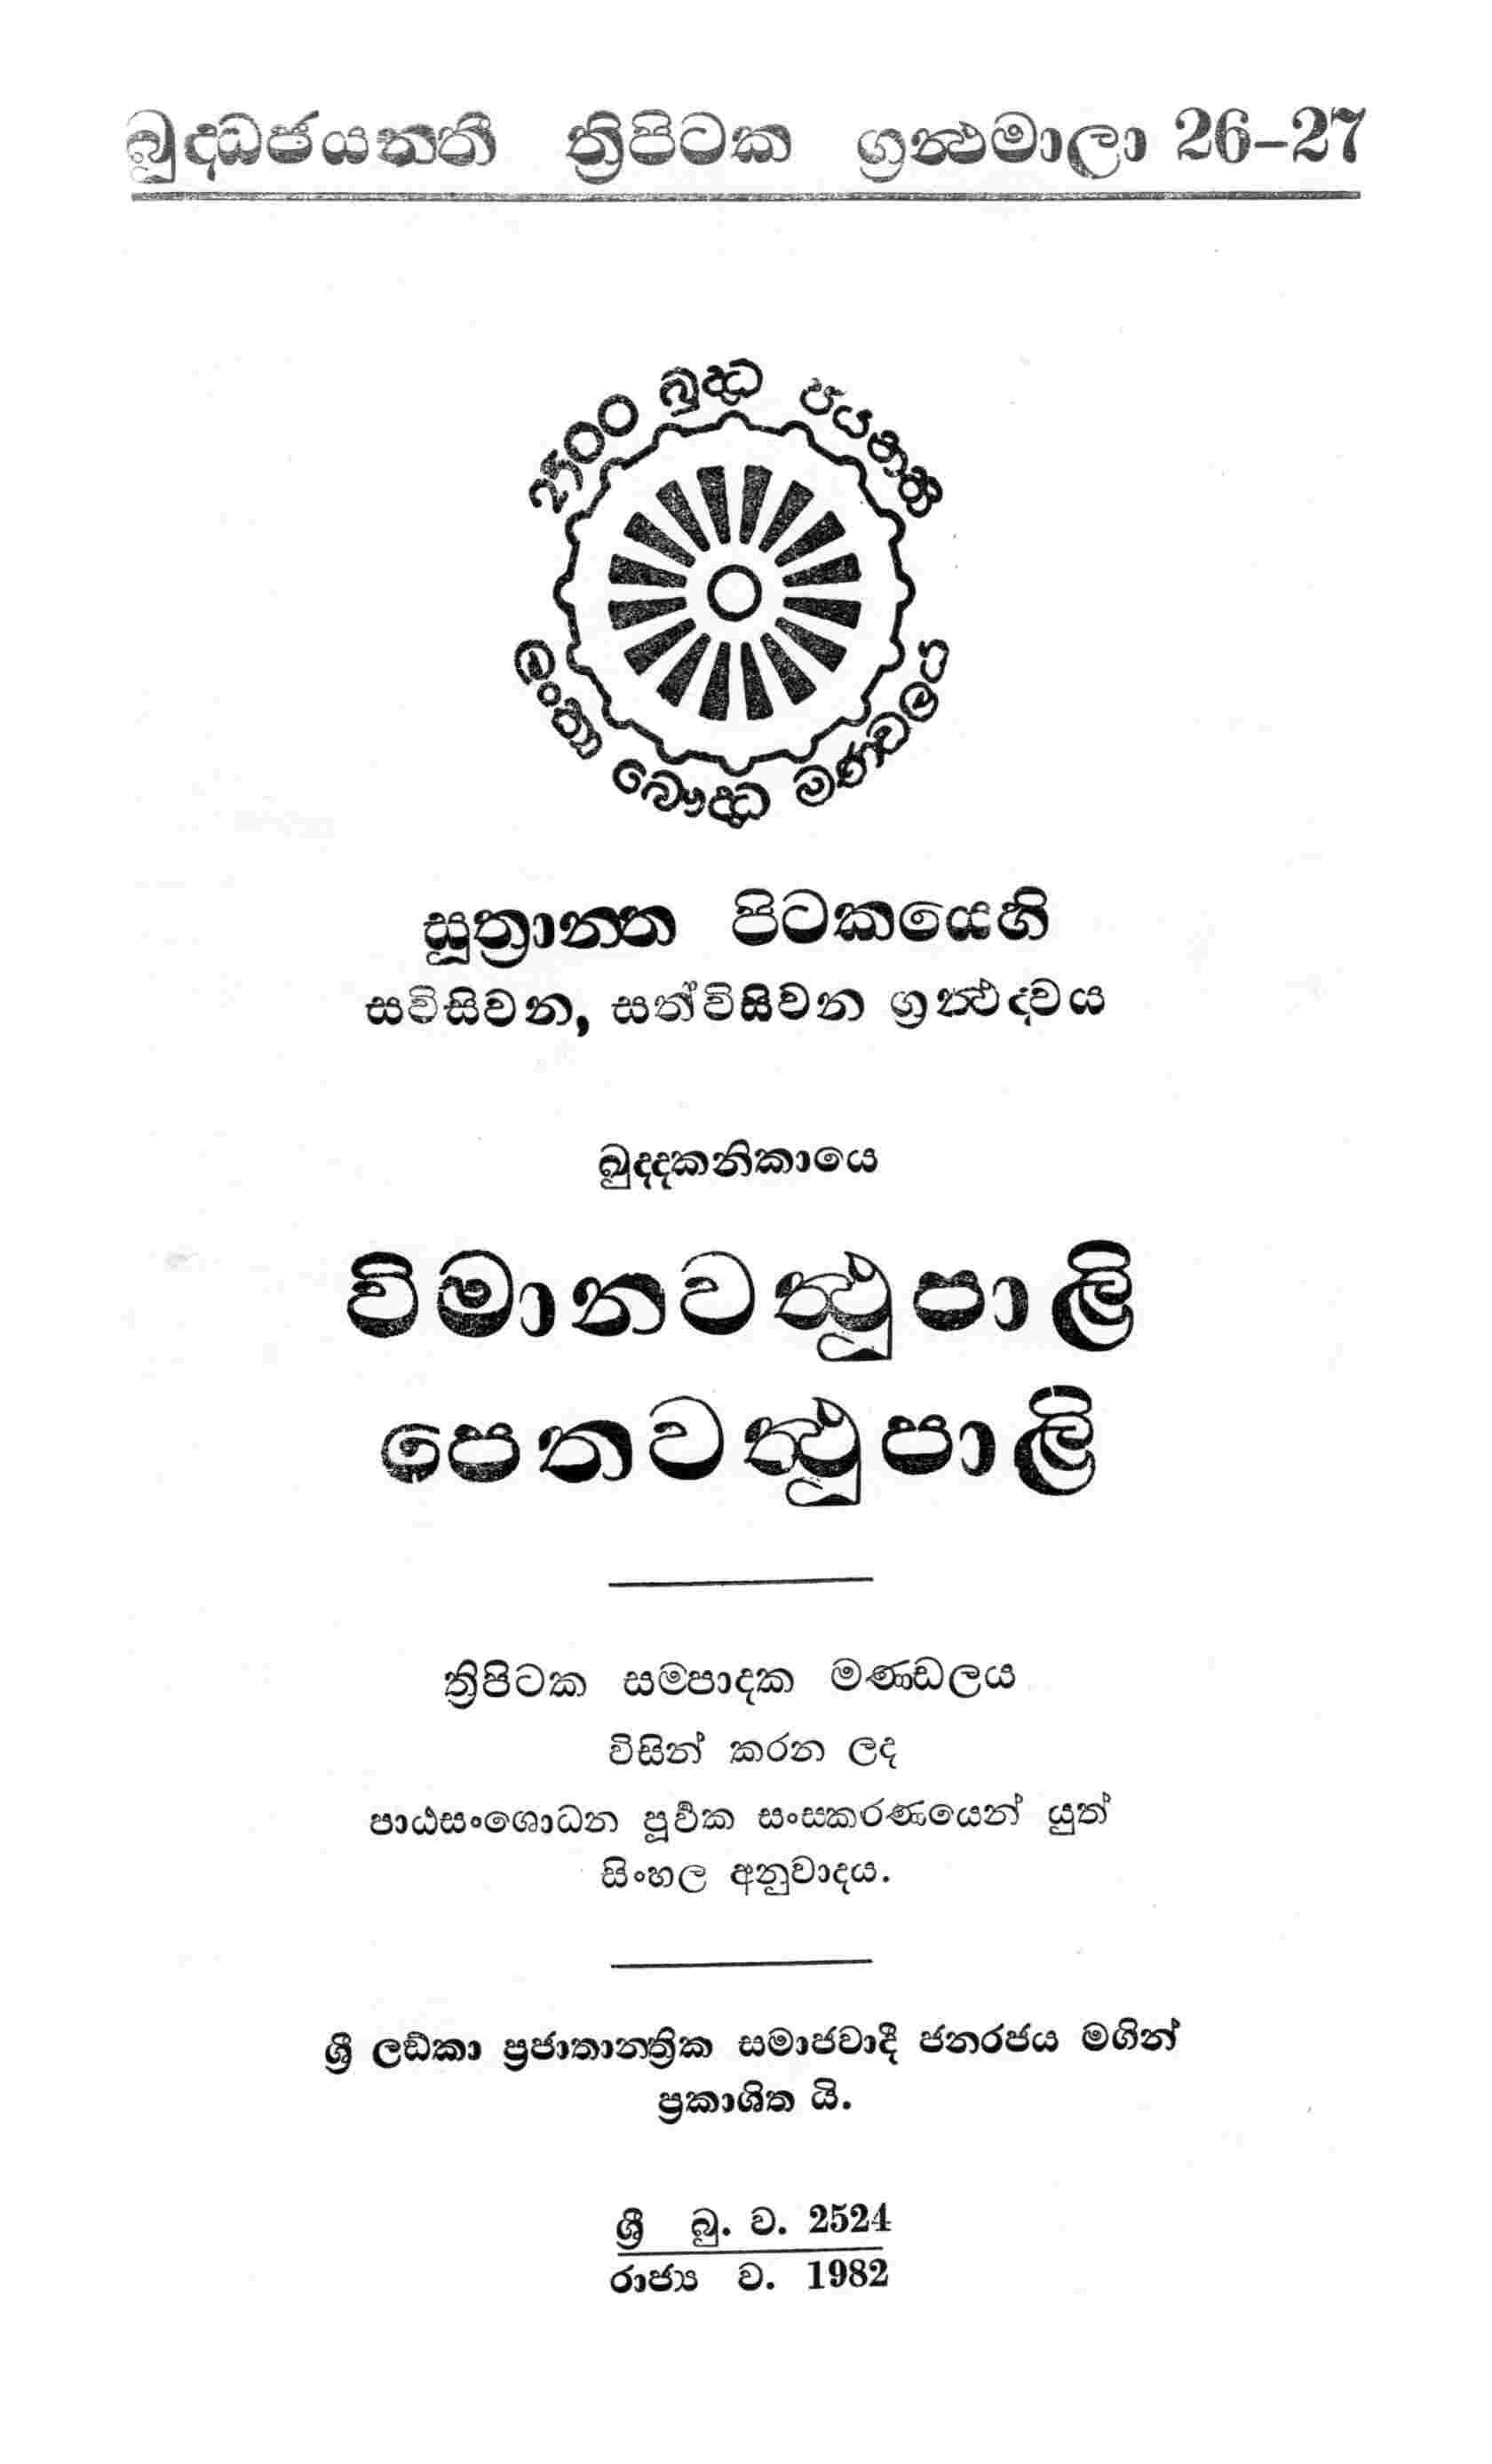 බුද්ධජයන්තී ත්‍රිපිටක ග්‍රන්ථමාලා 26-27
2500 බුද්ධ ජයන්ති
ලංකා බෞද්ධ මණ්ඩලය
සූත්‍රාන්ත පිටකයෙහි
සවිසිවන, සත්විසිවන ග්‍රන්ථද්වය
ඛුද්දකනිකායෙ
විමානවත්ථුපාලි
පෙතවත්ථුපාලි
ත්‍රිපිටක සම්පාදක මණ්ඩලය
විසින් කරන ලද
පාඨසංශොධන පූර්‍වක සංස්කරණයෙන් යුත්
සිංහල අනුවාදය.
ශ්‍රී ලඞ්කා ප්‍රජාතාන්ත්‍රික සමාජවාදී ජනරජය මගින්
ප්‍රකාශිත යි.
ශ්‍රී බු. ව. 2524
රාජ්‍ය ව. 1982